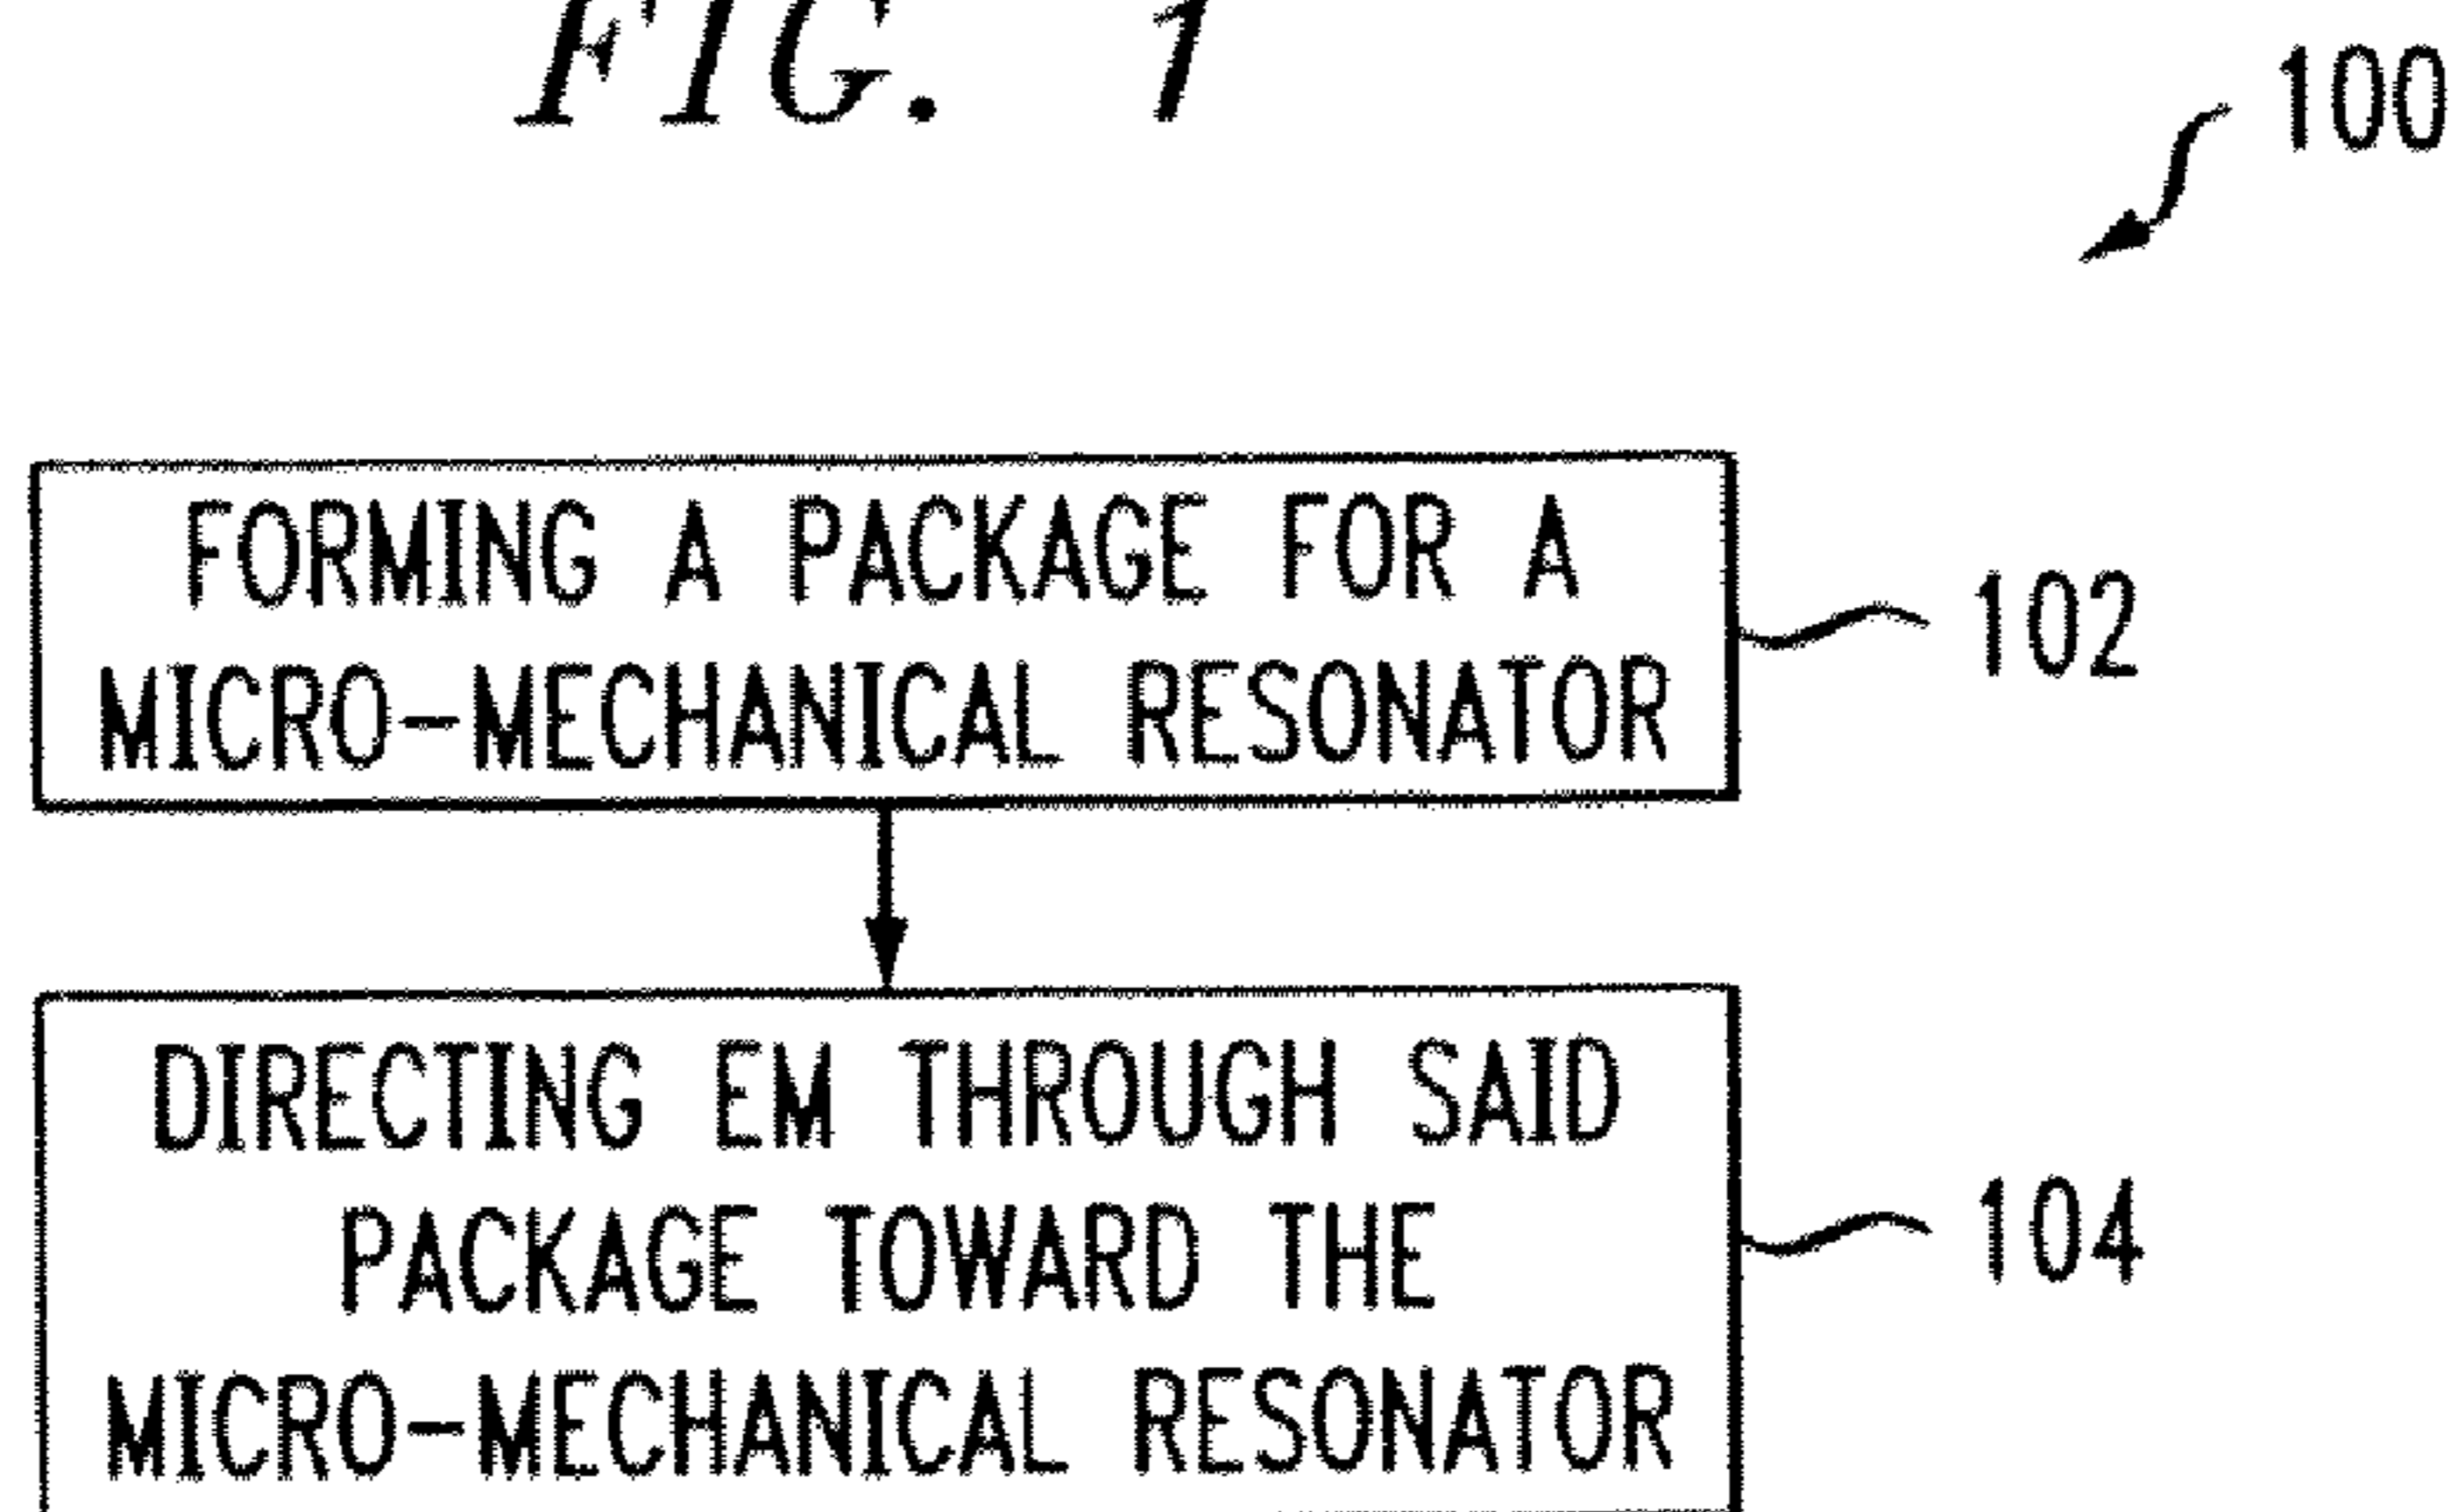 FIG. 1
100
FORMING A PACKAGE FOR A
MICRO-MECHANICAL RESONATOR
102
DIRECTING EM THROUGH SAID
PACKAGE TOWARD THE
MICRO-MECHANICAL RESONATOR
104